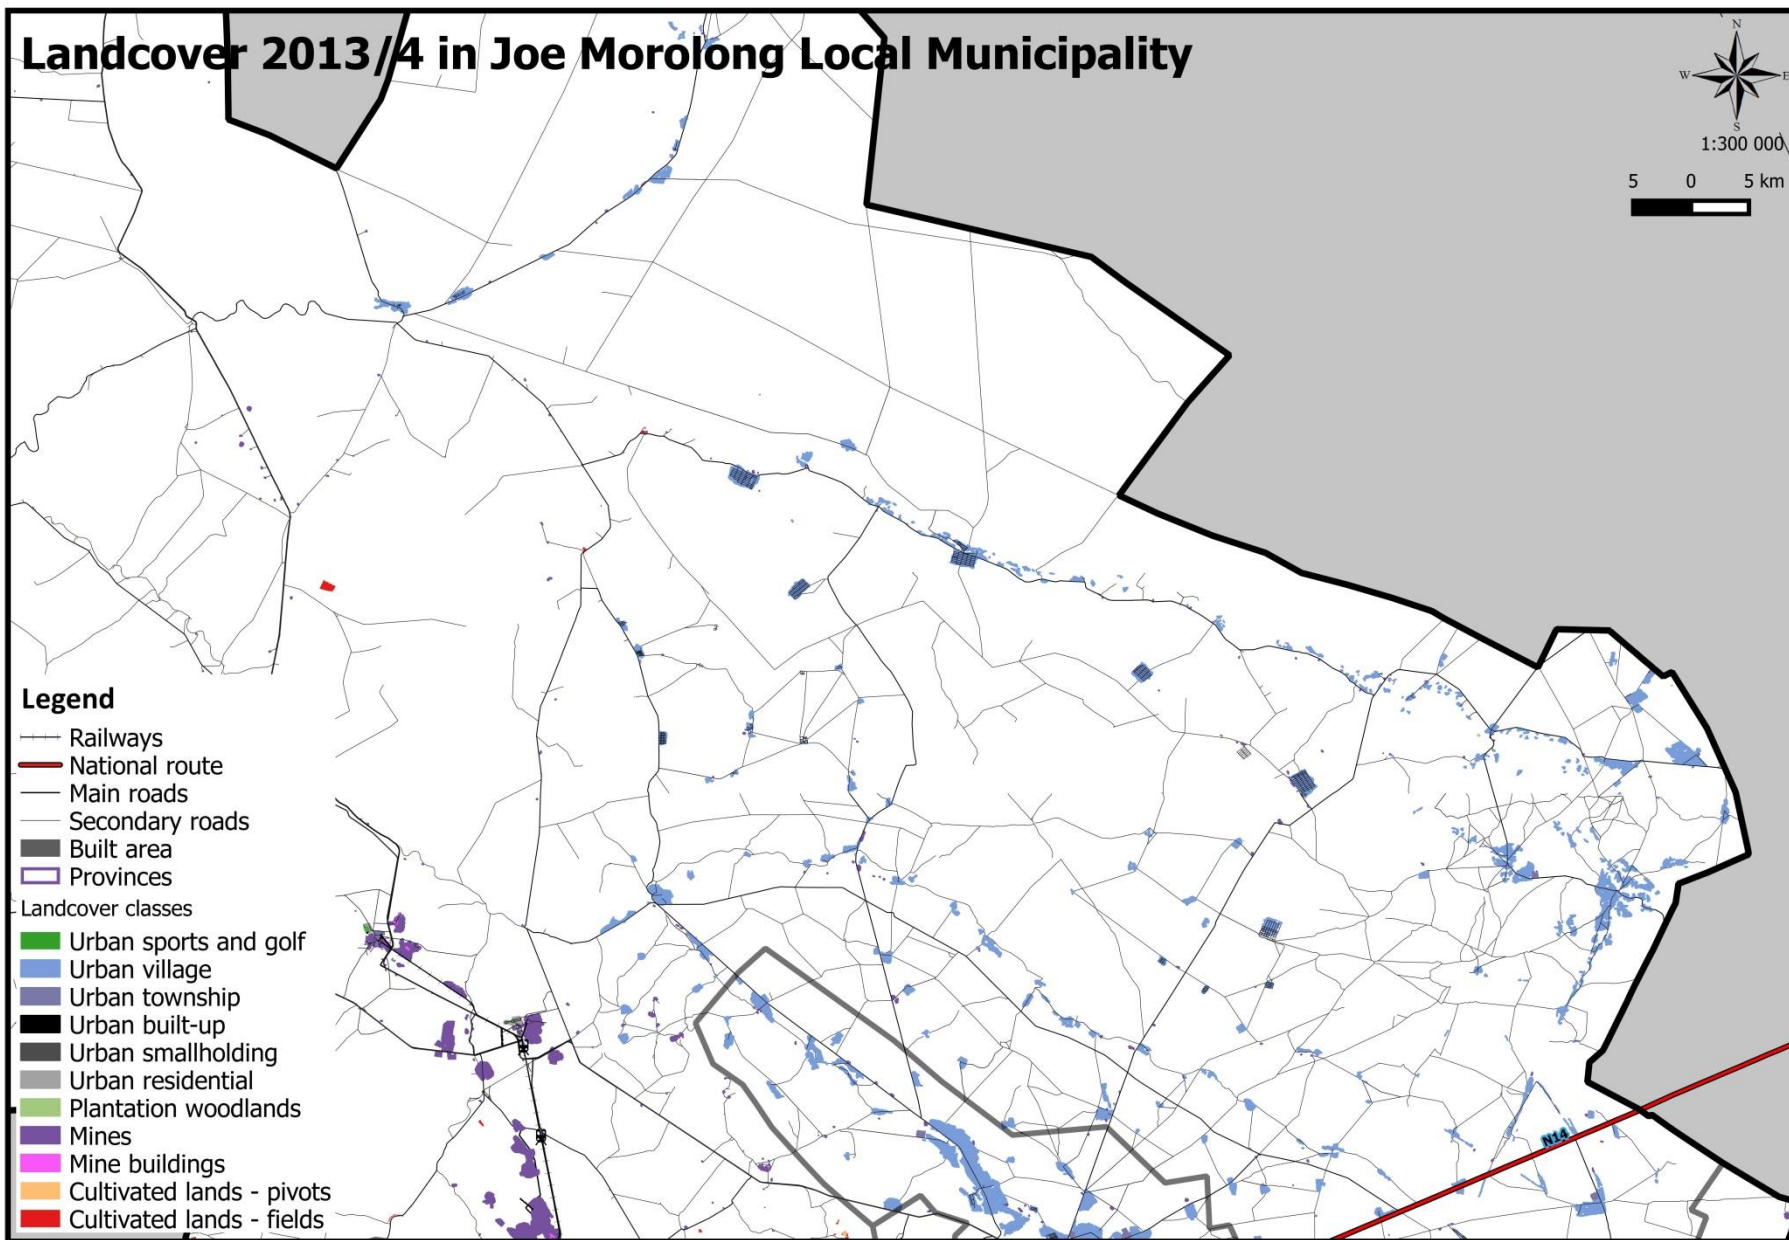 Landcover 2013/4 in Joe Morolong Local Municipality
N
W E
S
1:300 000
5 0 5 km
Legend
Railways
National route
Main roads
Secondary roads
Built area
Provinces
Landcover classes
Urban sports and golf
Urban village
Urban township
Urban built-up
Urban smallholding
Urban residential
Plantation woodlands
Mines
Mine buildings
Cultivated lands - pivots
Cultivated lands - fields
N14